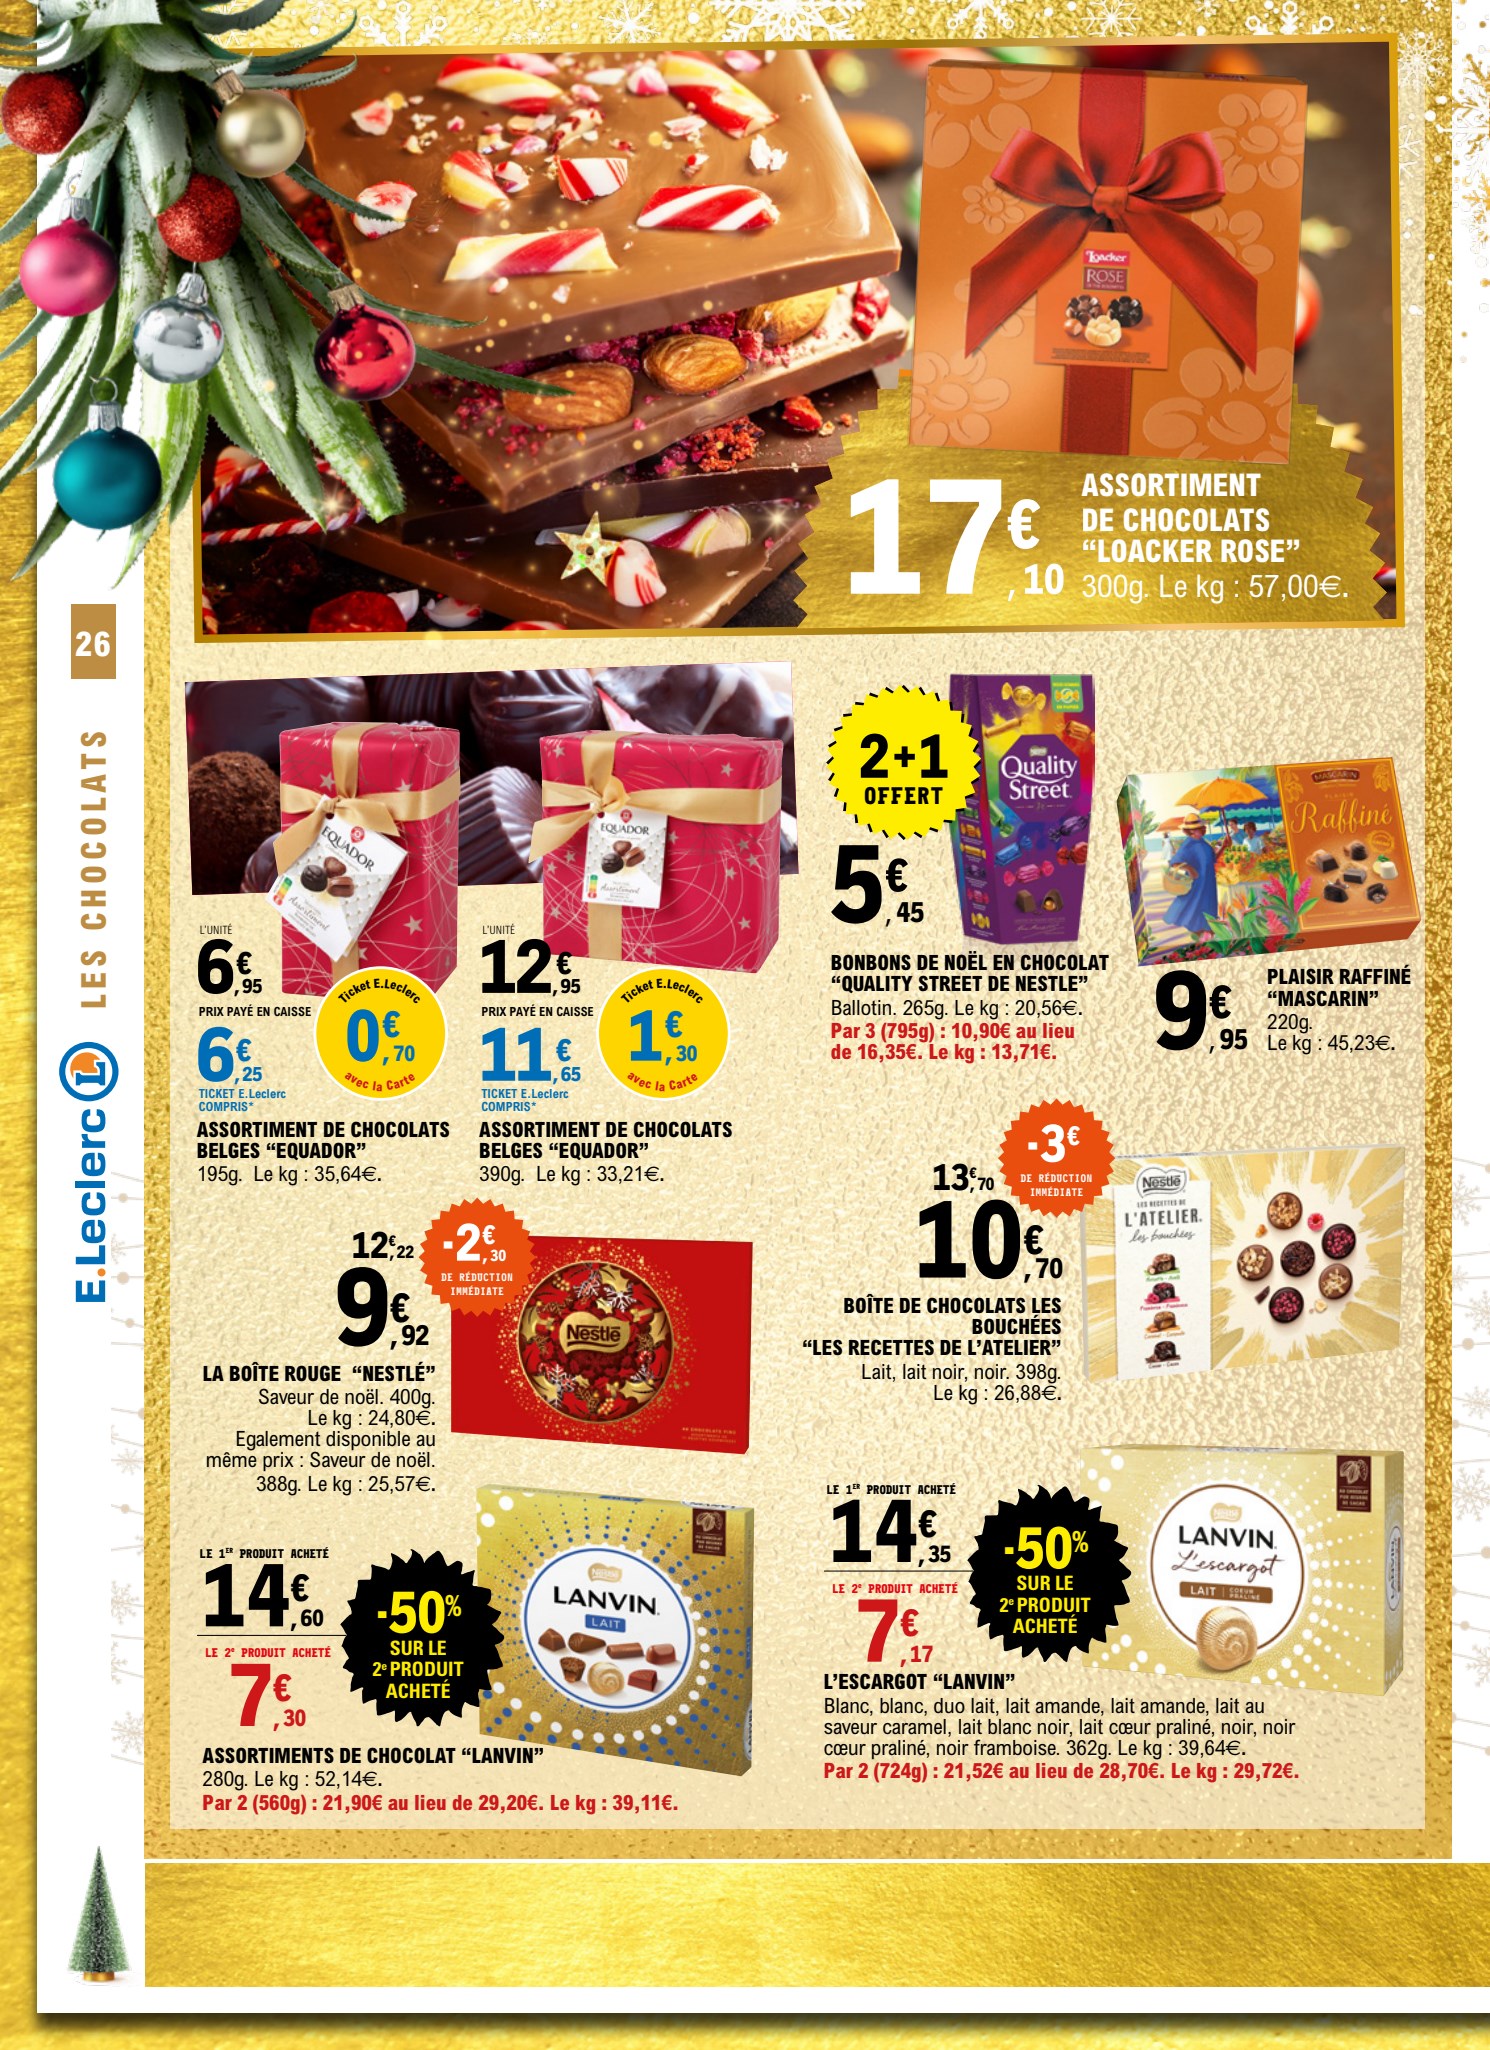 Loacker
ROSE
17€,10
ASSORTIMENT
DE CHOCOLATS
“LOACKER ROSE”
300g. Le kg : 57,00€.
26
LES CHOCOLATS
E.Leclerc
L
EQUADOR
Assortiment
L'UNITÉ
6€,95
PRIX PAYÉ EN CAISSE
6€,25
TICKET E.Leclerc
COMPRIS*
Ticket E.Leclerc
0€,70
avec la Carte
ASSORTIMENT DE CHOCOLATS
BELGES “EQUADOR”
195g. Le kg : 35,64€.
EQUADOR
Assortiment
L'UNITÉ
12€,95
PRIX PAYÉ EN CAISSE
11€,65
TICKET E.Leclerc
COMPRIS*
Ticket E.Leclerc
1€,30
avec la Carte
ASSORTIMENT DE CHOCOLATS
BELGES “EQUADOR”
390g. Le kg : 33,21€.
2+1
OFFERT
Quality
Street
5€,45
BONBONS DE NOËL EN CHOCOLAT
“QUALITY STREET DE NESTLE”
Ballotin. 265g. Le kg : 20,56€.
Par 3 (795g) : 10,90€ au lieu
de 16,35€. Le kg : 13,71€.
MASCARIN
Raffiné
9€,95
PLAISIR RAFFINÉ
“MASCARIN”
220g.
Le kg : 45,23€.
12€,22
-2€,30
DE RÉDUCTION
IMMÉDIATE
9€,92
Nestlé
LA BOÎTE ROUGE “NESTLÉ”
Saveur de noël. 400g.
Le kg : 24,80€.
Egalement disponible au
même prix : Saveur de noël.
388g. Le kg : 25,57€.
-3€
DE RÉDUCTION
IMMÉDIATE
13€,70
10€,70
Nestlé
LES RECETTES DE
L'ATELIER.
les bouchées
BOÎTE DE CHOCOLATS LES
BOUCHÉES
“LES RECETTES DE L’ATELIER”
Lait, lait noir, noir. 398g.
Le kg : 26,88€.
LE 1ER PRODUIT ACHETÉ
14€,60
LE 2E PRODUIT ACHETÉ
7€,30
-50%
SUR LE
2e PRODUIT
ACHETÉ
Nestlé
LANVIN
LAIT
ASSORTIMENTS DE CHOCOLAT “LANVIN”
280g. Le kg : 52,14€.
Par 2 (560g) : 21,90€ au lieu de 29,20€. Le kg : 39,11€.
LE 1ER PRODUIT ACHETÉ
14€,35
LE 2E PRODUIT ACHETÉ
7€,17
-50%
SUR LE
2e PRODUIT
ACHETÉ
Nestlé
LANVIN
L'escargot
LAIT
CŒUR
PRALINÉ
L’ESCARGOT “LANVIN”
Blanc, blanc, duo lait, lait amande, lait amande, lait au
saveur caramel, lait blanc noir, lait cœur praliné, noir, noir
cœur praliné, noir framboise. 362g. Le kg : 39,64€.
Par 2 (724g) : 21,52€ au lieu de 28,70€. Le kg : 29,72€.